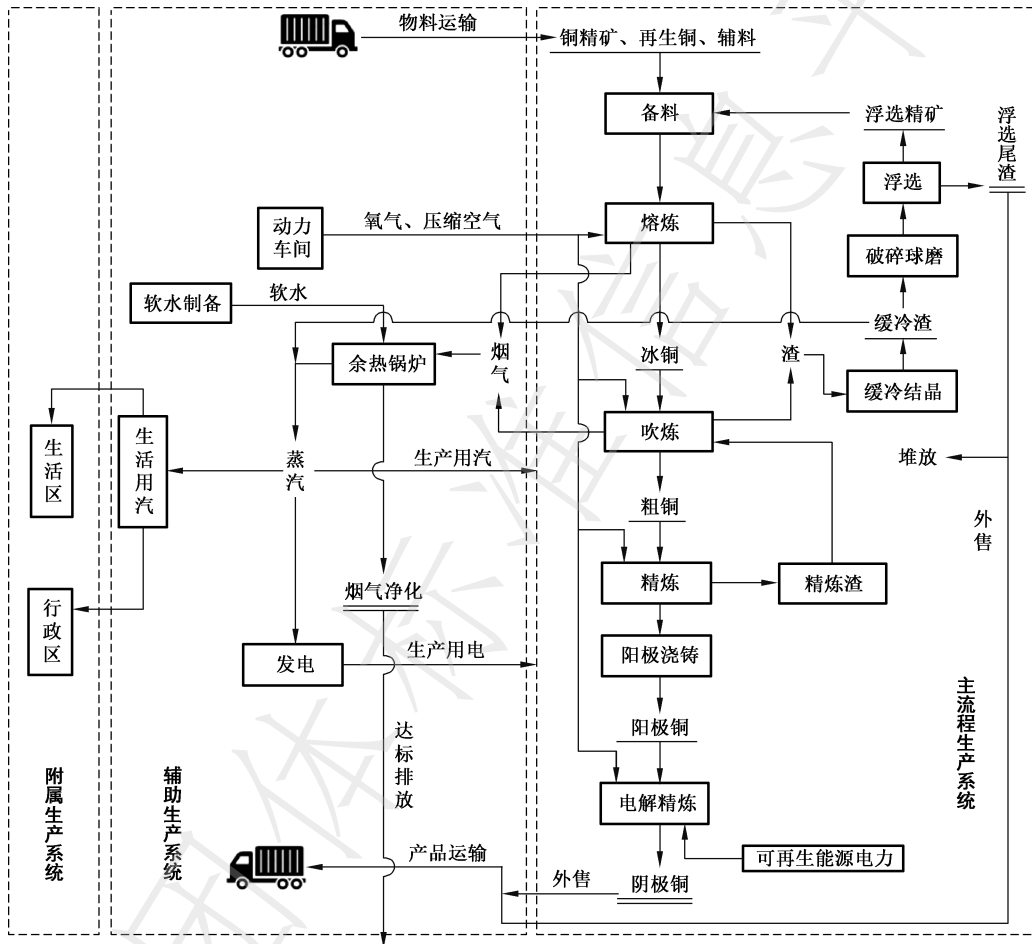 物料运输
铜精矿、再生铜、辅料
备料
浮选精矿
浮选尾渣
浮选
动力
车间
氧气、压缩空气
熔炼
破碎球磨
软水制备
软水
缓冷渣
余热锅炉
烟气
冰铜
渣
缓冷结晶
生活区
生活用汽
蒸汽
生产用汽
吹炼
堆放
粗铜
外售
烟气净化
精炼
精炼渣
行政区
发电
生产用电
阳极浇铸
主流程生产系统
达标排放
阳极铜
附属生产系统
辅助生产系统
电解精炼
产品运输
可再生能源电力
外售
阴极铜